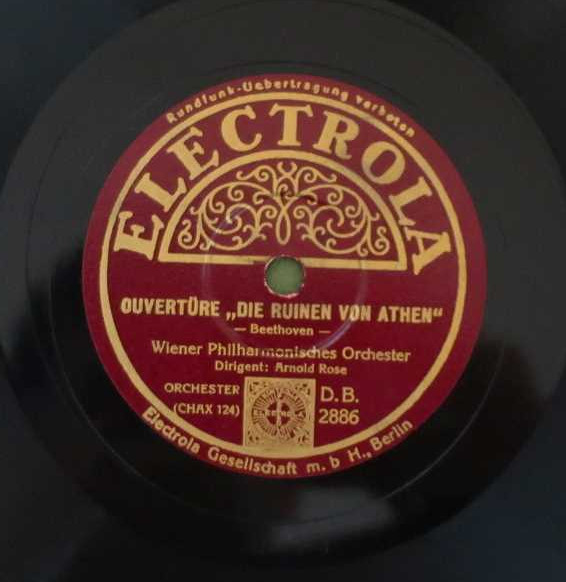 Rundfunk-Uebertragung verboten
ELECTROLA
OUVERTÜRE „DIE RUINEN VON ATHEN“
— Beethoven —
Wiener Philharmonisches Orchester
Dirigent: Arnold Rose
ORCHESTER
(CHAX 124)
ELECTROLA
D.B.
2886
Electrola Gesellschaft m. b H., Berlin